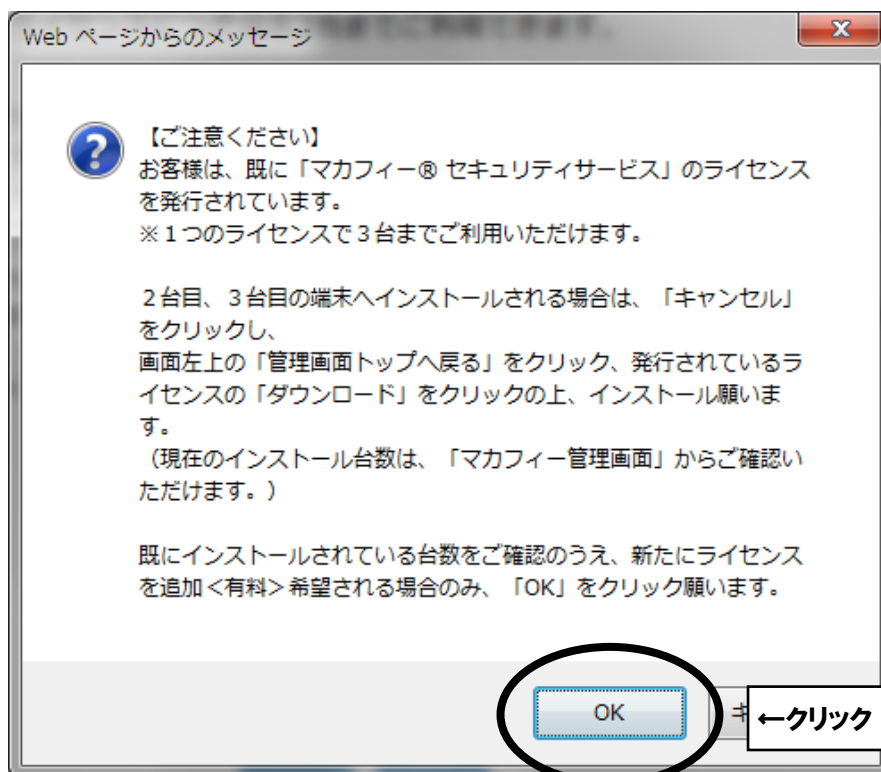 Web ページからのメッセージ
【ご注意ください】
お客様は、既に「マカフィー® セキュリティサービス」のライセンス
を発行されています。
※１つのライセンスで３台までご利用いただけます。
２台目、３台目の端末へインストールされる場合は、「キャンセル」
をクリックし、
画面左上の「管理画面トップへ戻る」をクリック、発行されているラ
イセンスの「ダウンロード」をクリックの上、インストール願いま
す。
（現在のインストール台数は、「マカフィー管理画面」からご確認い
ただけます。）
既にインストールされている台数をご確認のうえ、新たにライセンス
を追加＜有料＞希望される場合のみ、「OK」をクリック願います。
OK
←クリック